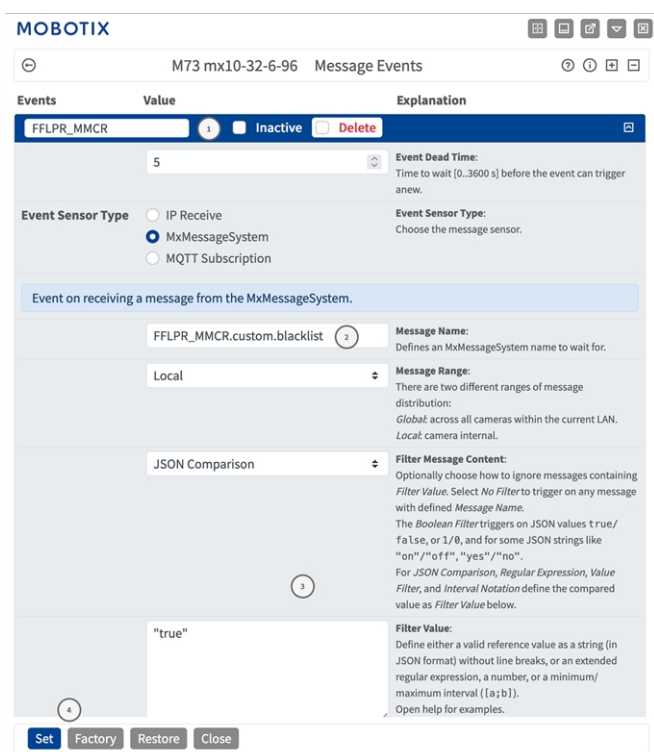 MOBOTIX
M73 mx10-32-6-96 Message Events
Events Value Explanation
FFLPR_MMCR 1 Inactive Delete
5
Event Dead Time:
Time to wait [0..3600 s] before the event can trigger
anew.
Event Sensor Type
IP Receive
MxMessageSystem
MQTT Subscription
Event Sensor Type:
Choose the message sensor.
Event on receiving a message from the MxMessageSystem.
FFLPR_MMCR.custom.blacklist 2
Message Name:
Defines an MxMessageSystem name to wait for.
Local
Message Range:
There are two different ranges of message
distribution:
Global: across all cameras within the current LAN.
Local: camera internal.
JSON Comparison
Filter Message Content:
Optionally choose how to ignore messages containing
Filter Value. Select No Filter to trigger on any message
with defined Message Name.
The Boolean Filter triggers on JSON values true/
false, or 1/0, and for some JSON strings like
"on"/"off","yes"/"no".
For JSON Comparison, Regular Expression, Value
Filter, and Interval Notation define the compared
value as Filter Value below.
3
"true"
Filter Value:
Define either a valid reference value as a string (in
JSON format) without line breaks, or an extended
regular expression, a number, or a minimum/
maximum interval ([a;b]).
Open help for examples.
4
Set Factory Restore Close